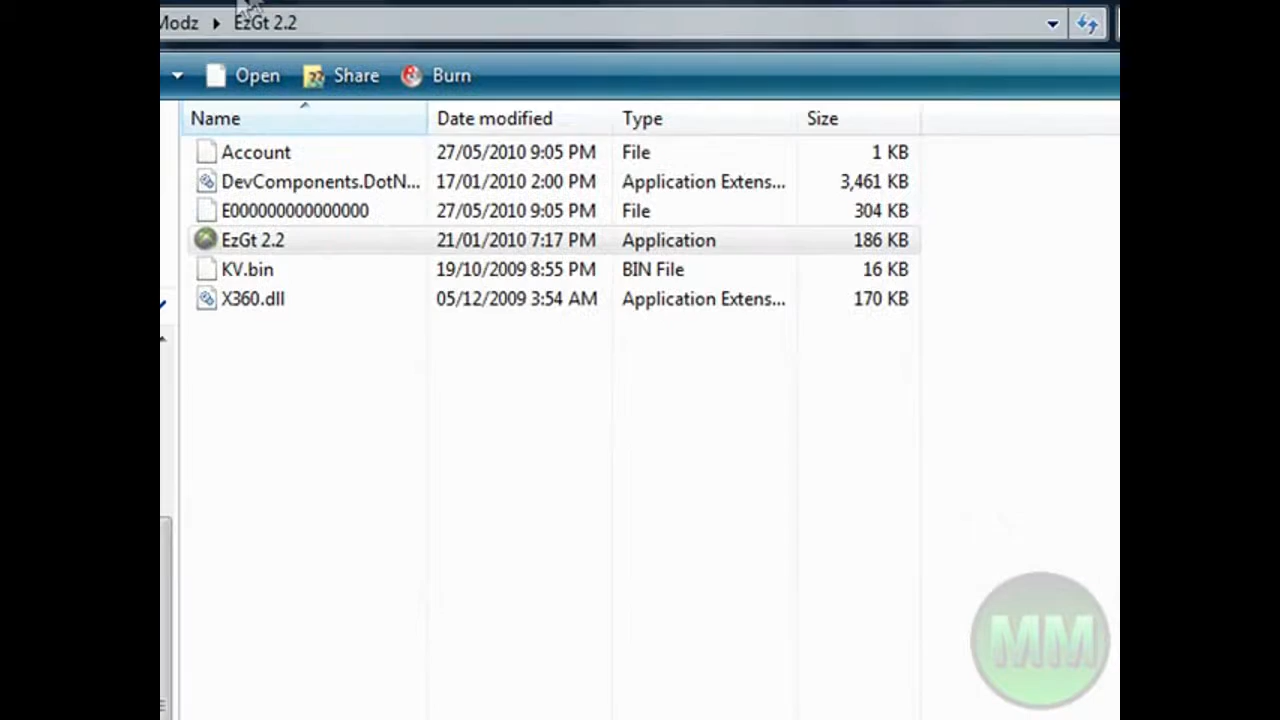 Modz ▸ EzGt 2.2
Open Share Burn
Name Date modified Type Size
Account 27/05/2010 9:05 PM File 1 KB
DevComponents.DotN... 17/01/2010 2:00 PM Application Extens... 3,461 KB
E000000000000000 27/05/2010 9:05 PM File 304 KB
EzGt 2.2 21/01/2010 7:17 PM Application 186 KB
KV.bin 19/10/2009 8:55 PM BIN File 16 KB
X360.dll 05/12/2009 3:54 AM Application Extens... 170 KB
MM